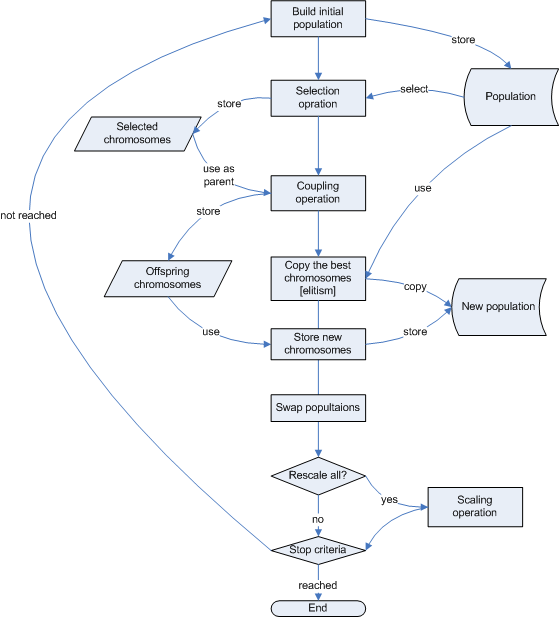 Build initial
population
store
Population
select
Selection
opration
store
Selected
chromosomes
use as
parent
Coupling
operation
use
store
not reached
Offspring
chromosomes
Copy the best
chromosomes
[elitism]
copy
New population
use
Store new
chromosomes
store
Swap popultaions
Rescale all?
yes
Scaling
operation
no
Stop criteria
reached
End